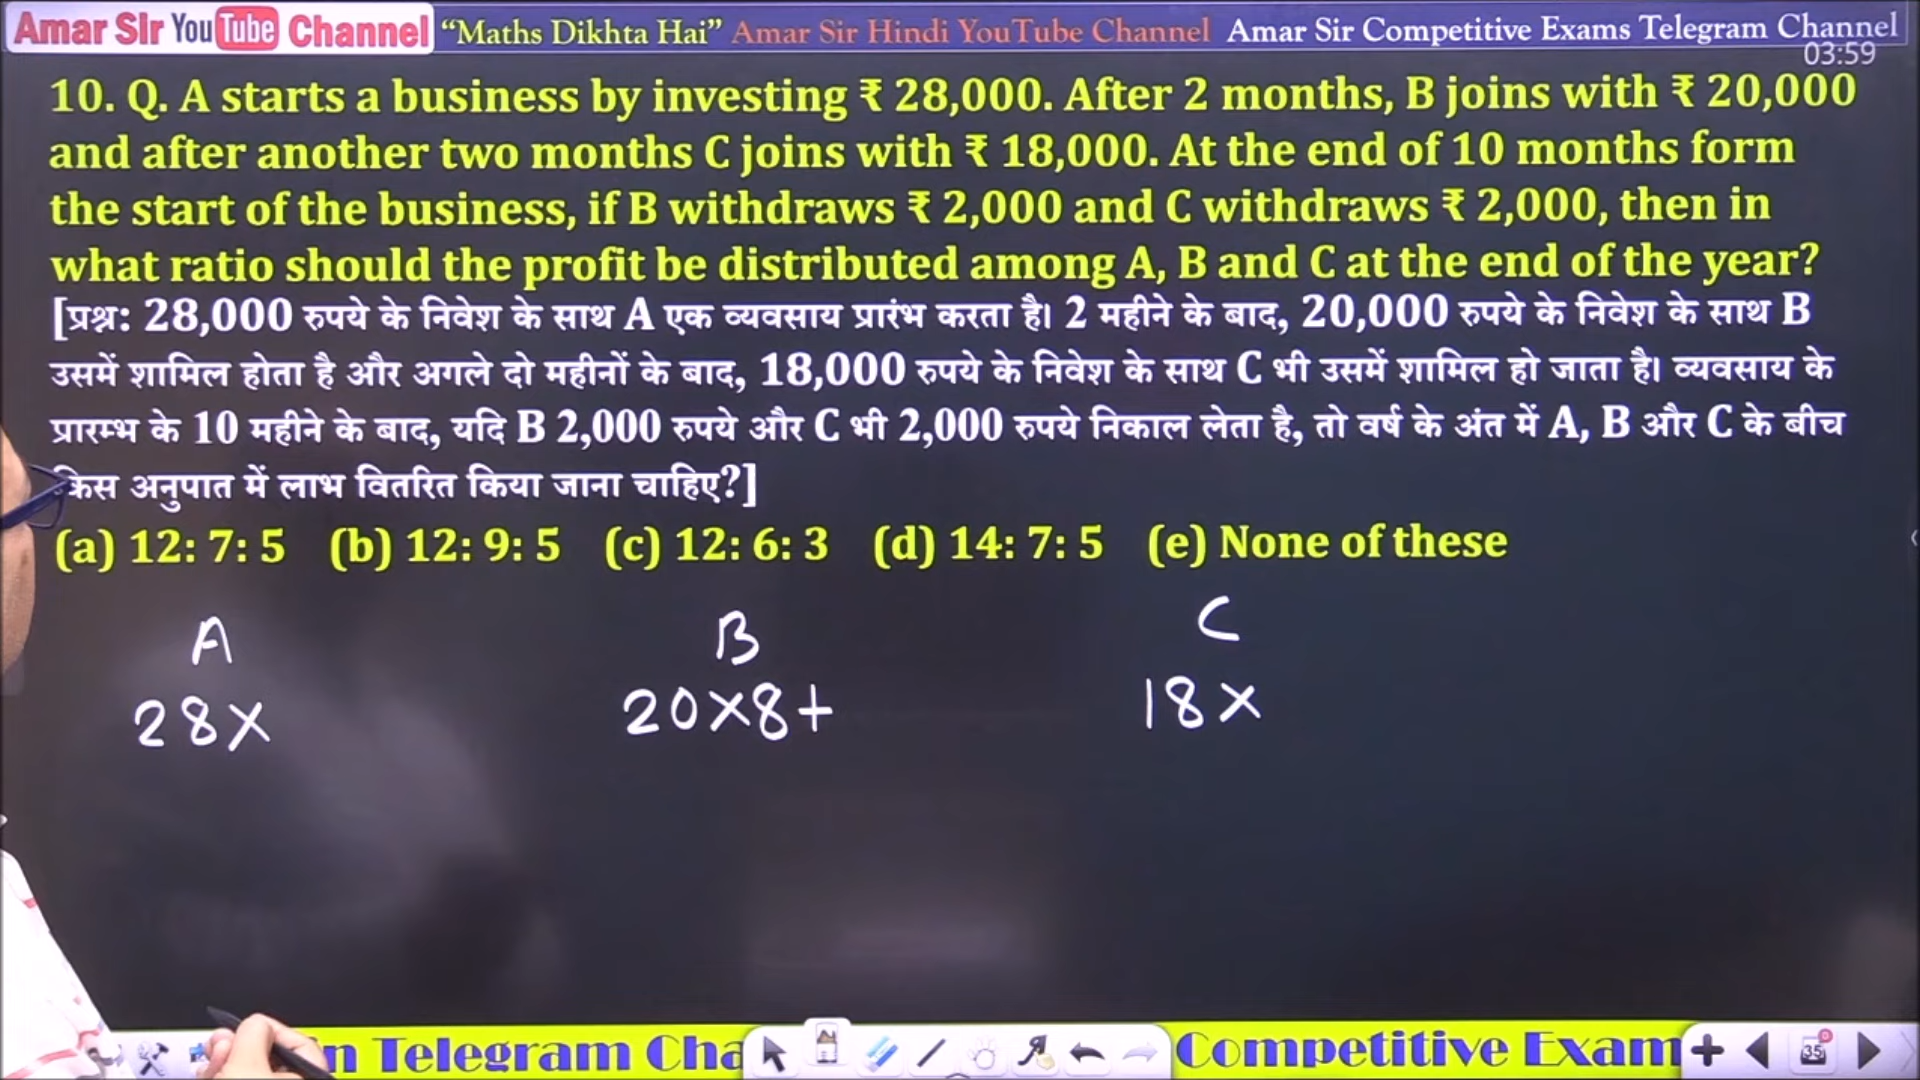 Amar Sir YouTube Channel "Maths Dikhta Hai" Amar Sir Hindi YouTube Channel Amar Sir Competitive Exams Telegram Channel
03:59
10. Q. A starts a business by investing ₹ 28,000. After 2 months, B joins with ₹ 20,000
and after another two months C joins with ₹ 18,000. At the end of 10 months form
the start of the business, if B withdraws ₹ 2,000 and C withdraws ₹ 2,000, then in
what ratio should the profit be distributed among A, B and C at the end of the year?
[प्रश्न: 28,000 रुपये के निवेश के साथ A एक व्यवसाय प्रारंभ करता है। 2 महीने के बाद, 20,000 रुपये के निवेश के साथ B
उसमें शामिल होता है और अगले दो महीनों के बाद, 18,000 रुपये के निवेश के साथ C भी उसमें शामिल हो जाता है। व्यवसाय के
प्रारम्भ के 10 महीने के बाद, यदि B 2,000 रुपये और C भी 2,000 रुपये निकाल लेता है, तो वर्ष के अंत में A, B और C के बीच
किस अनुपात में लाभ वितरित किया जाना चाहिए?]
(a) 12: 7: 5 (b) 12: 9: 5 (c) 12: 6: 3 (d) 14: 7: 5 (e) None of these
A B C
28× 20×8+ 18×
in Telegram Cha Competitive Exam
35